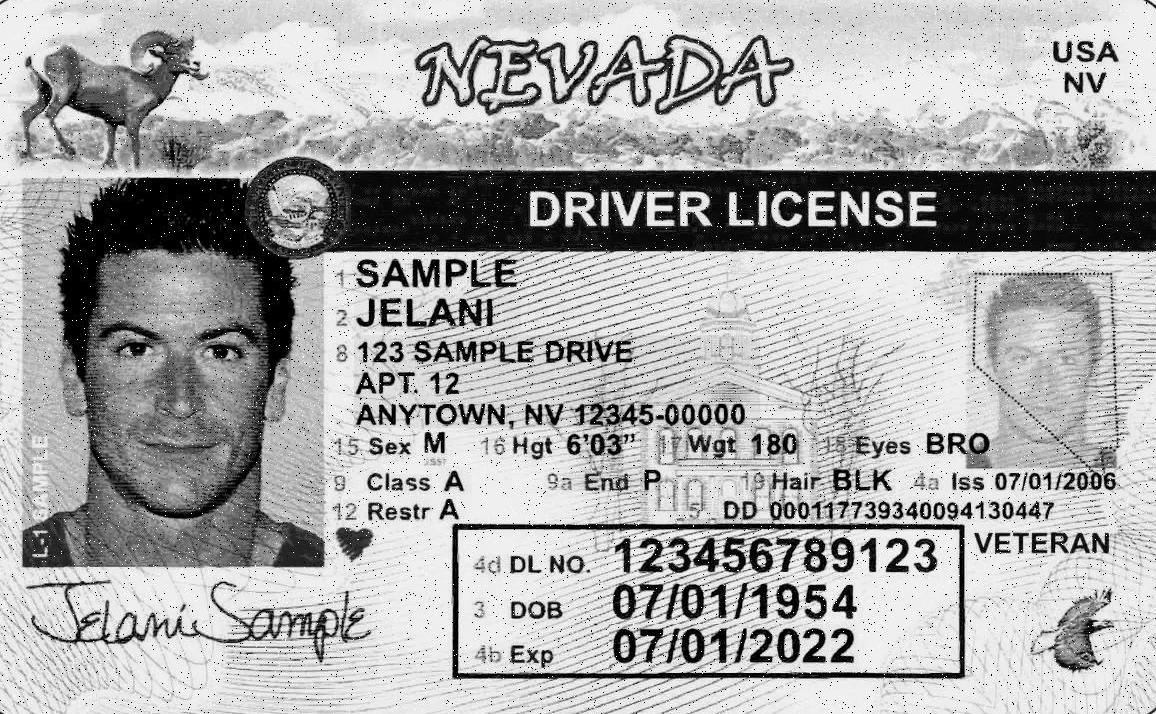 NEVADA
USA
NV
DRIVER LICENSE
1 SAMPLE
2 JELANI
8 123 SAMPLE DRIVE
APT. 12
ANYTOWN, NV 12345-00000
15 Sex M 16 Hgt 6'03" 17 Wgt 180 18 Eyes BRO
9 Class A 9a End P 19 Hair BLK 4a Iss 07/01/2006
12 Restr A 5 DD 000117739340094130447
VETERAN
4d DL NO. 123456789123
3 DOB 07/01/1954
4b Exp 07/01/2022
L-1 SAMPLE
Jelani Sample